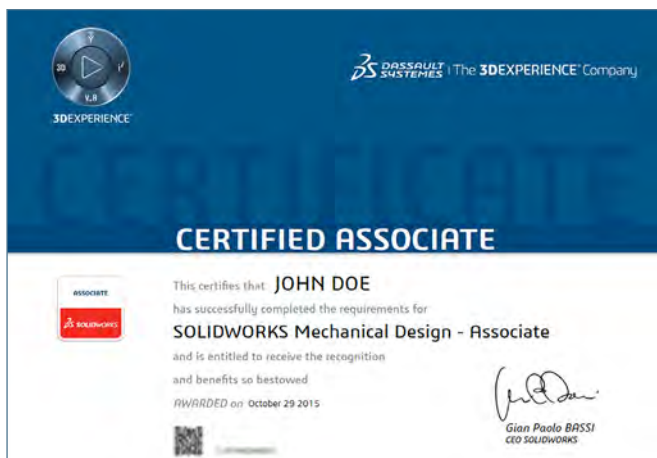 3D
V.R
3DEXPERIENCE
DASSAULT SYSTEMES | The 3DEXPERIENCE Company
CERTIFICATE
CERTIFIED ASSOCIATE
This certifies that JOHN DOE
has successfully completed the requirements for
SOLIDWORKS Mechanical Design - Associate
and is entitled to receive the recognition
and benefits so bestowed
AWARDED on October 29 2015
ASSOCIATE
SOLIDWORKS
Gian Paolo BASSI
CEO SOLIDWORKS